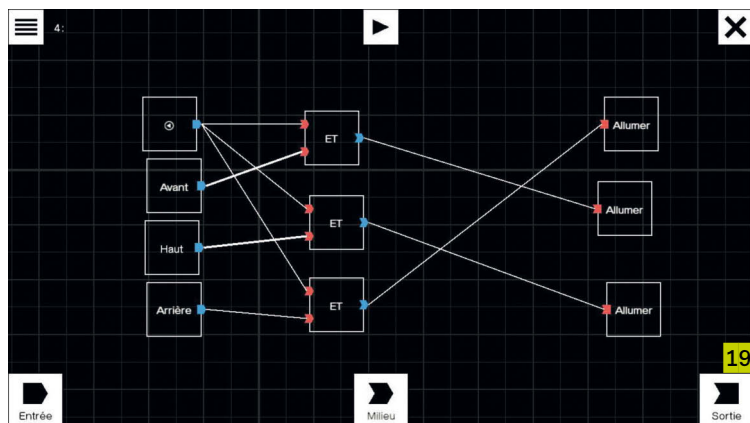 4:
ET
Allumer
Avant
Allumer
ET
Haut
ET
Arrière
Allumer
19
Entrée
Milieu
Sortie